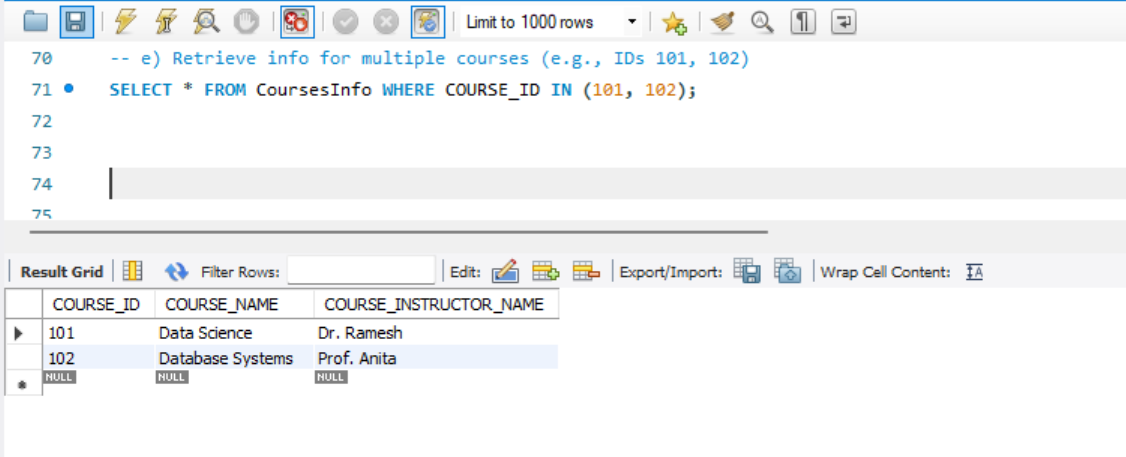 Limit to 1000 rows
70 -- e) Retrieve info for multiple courses (e.g., IDs 101, 102)
71 SELECT * FROM CoursesInfo WHERE COURSE_ID IN (101, 102);
72
73
74
75
Result Grid Filter Rows: Edit: Export/Import: Wrap Cell Content: IA
COURSE_ID COURSE_NAME COURSE_INSTRUCTOR_NAME
101 Data Science Dr. Ramesh
102 Database Systems Prof. Anita
NULL NULL NULL